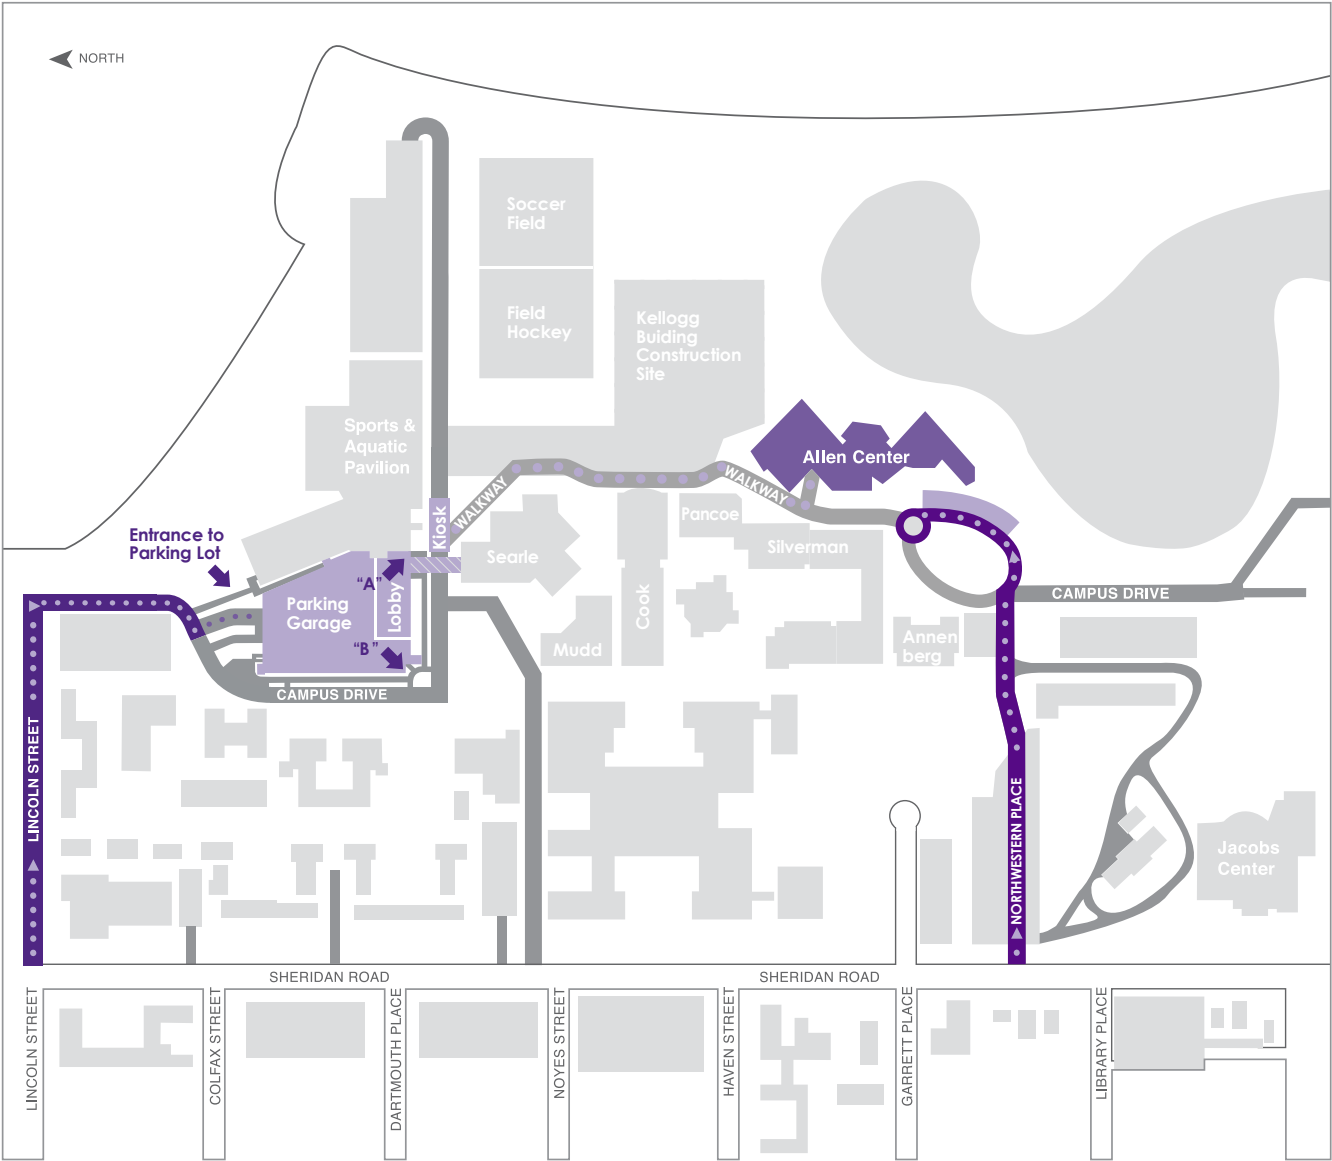 NORTH
Soccer
Field
Field
Hockey
Kellogg
Buiding
Construction
Site
Sports &
Aquatic
Pavilion
Allen Center
WALKWAY
WALKWAY
Kiosk
Pancoe
Silverman
Searle
Entrance to
Parking Lot
"A"
Parking
Garage
Lobby
"B"
Cook
Mudd
Annen
berg
CAMPUS DRIVE
CAMPUS DRIVE
LINCOLN STREET
NORTHWESTERN PLACE
Jacobs
Center
SHERIDAN ROAD
SHERIDAN ROAD
LINCOLN STREET
COLFAX STREET
DARTMOUTH PLACE
NOYES STREET
HAVEN STREET
GARRETT PLACE
LIBRARY PLACE